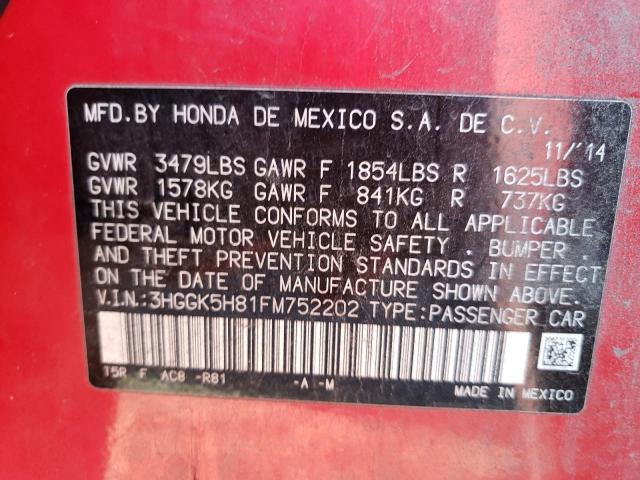 MFD.BY HONDA DE MEXICO S.A. DE C.V.
11/'14
GVWR 3479LBS GAWR F 1854LBS R 1625LBS
GVWR 1578KG GAWR F 841KG R 737KG
THIS VEHICLE CONFORMS TO ALL APPLICABLE
FEDERAL MOTOR VEHICLE SAFETY . BUMPER .
AND THEFT PREVENTION STANDARDS IN EFFECT
ON THE DATE OF MANUFACTURE SHOWN ABOVE.
V.I.N.:3HGGK5H81FM752202 TYPE:PASSENGER CAR
T5R F AC8 -R81 -A -M
MADE IN MEXICO